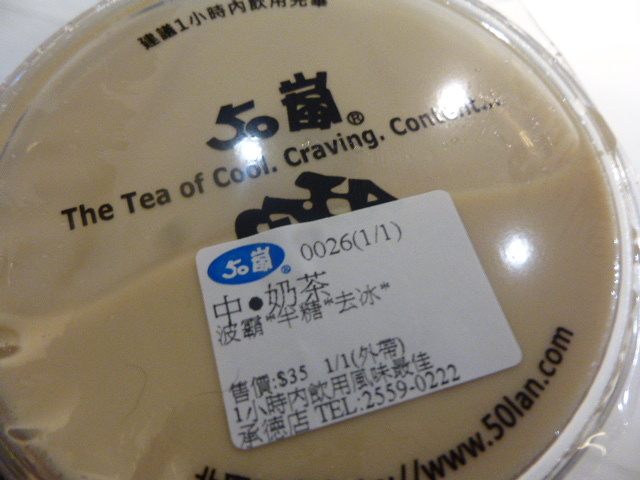 建議1小時內飲用完畢
50嵐®
The Tea of Cool. Craving. Content...
50嵐® 0026(1/1)
中●奶茶
波霸*半糖*去冰*
售價:$35 1/1(外帶)
1小時內飲用風味最佳
承德店 TEL:2559-0222
//www.50lan.com